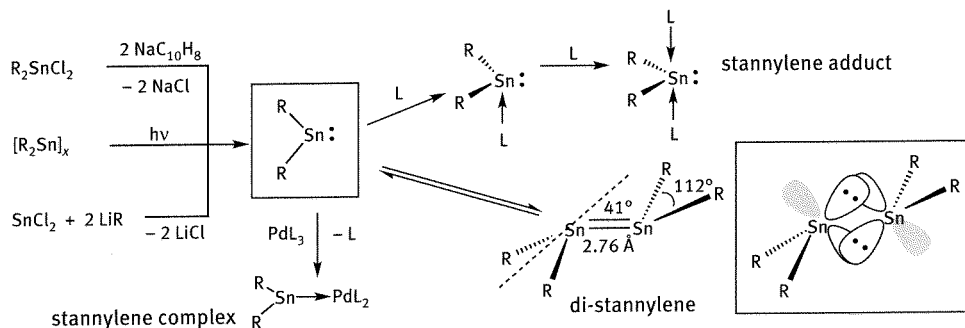 R₂SnCl₂
2 NaC₁₀H₈
– 2 NaCl
[R₂Sn]ₓ
hν
SnCl₂ + 2 LiR
– 2 LiCl
R
Sn:
R
L
R
Sn:
R
L
L
L
R
Sn:
R
L
stannylene adduct
PdL₃
– L
R
Sn
PdL₂
R
stannylene complex
R
112°
R
41°
Sn
Sn
2.76 Å
R
R
di-stannylene
R
R
Sn
Sn
R
R